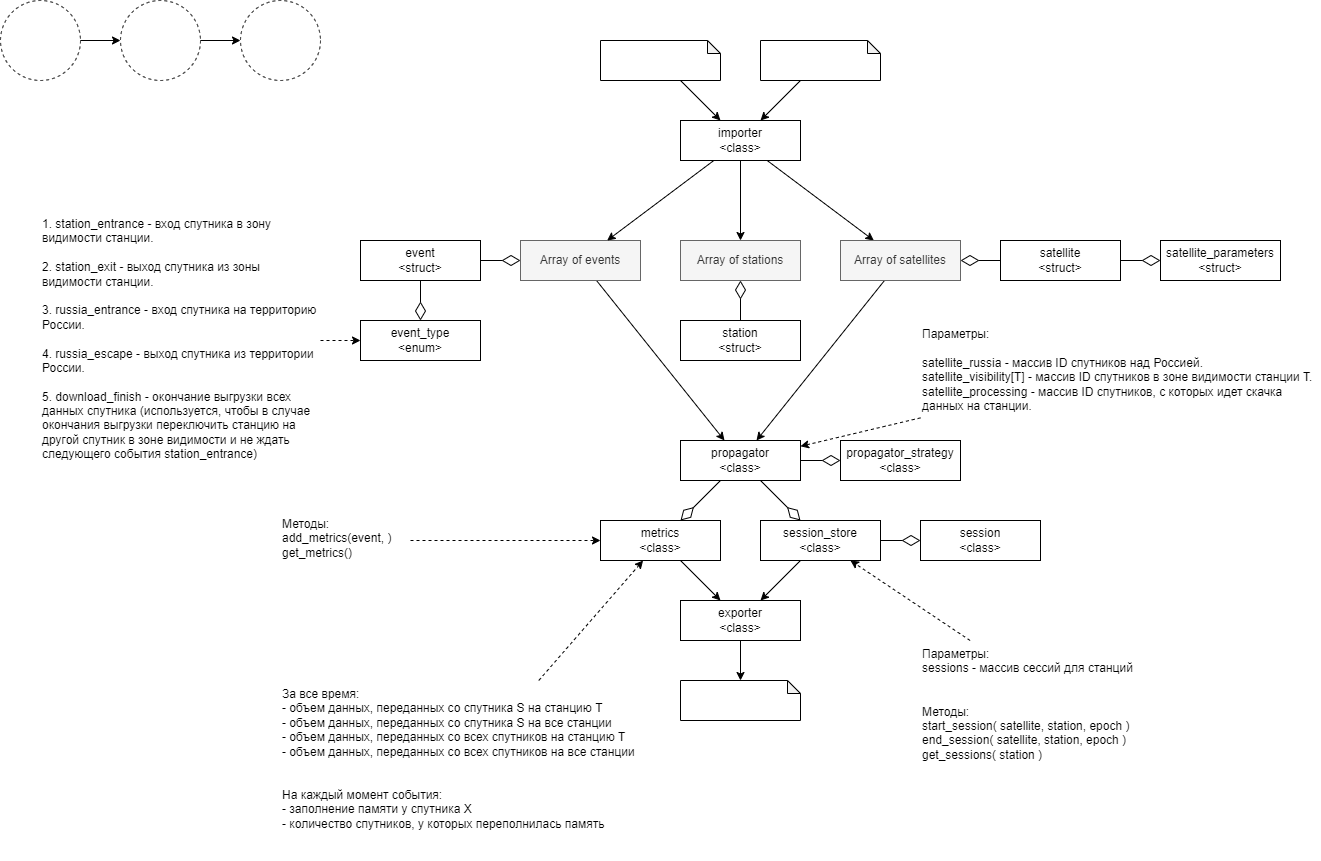 importer
<class>
1. station_entrance - вход спутника в зону
видимости станции.
2. station_exit - выход спутника из зоны
видимости станции.
3. russia_entrance - вход спутника на территорию
России.
4. russia_escape - выход спутника из территории
России.
5. download_finish - окончание выгрузки всех
данных спутника (используется, чтобы в случае
окончания выгрузки переключить станцию на
другой спутник в зоне видимости и не ждать
следующего события station_entrance)
event
<struct>
Array of events
Array of stations
Array of satellites
satellite
<struct>
satellite_parameters
<struct>
event_type
<enum>
station
<struct>
Параметры:
satellite_russia - массив ID спутников над Россией.
satellite_visibility[T] - массив ID спутников в зоне видимости станции T.
satellite_processing - массив ID спутников, с которых идет скачка
данных на станции.
propagator
<class>
propagator_strategy
<class>
Методы:
add_metrics(event, )
get_metrics()
metrics
<class>
session_store
<class>
session
<class>
exporter
<class>
Параметры:
sessions - массив сессий для станций
Методы:
start_session( satellite, station, epoch )
end_session( satellite, station, epoch )
get_sessions( station )
За все время:
- объем данных, переданных со спутника S на станцию T
- объем данных, переданных со спутника S на все станции
- объем данных, переданных со всех спутников на станцию T
- объем данных, переданных со всех спутников на все станции
На каждый момент события:
- заполнение памяти у спутника X
- количество спутников, у которых переполнилась память